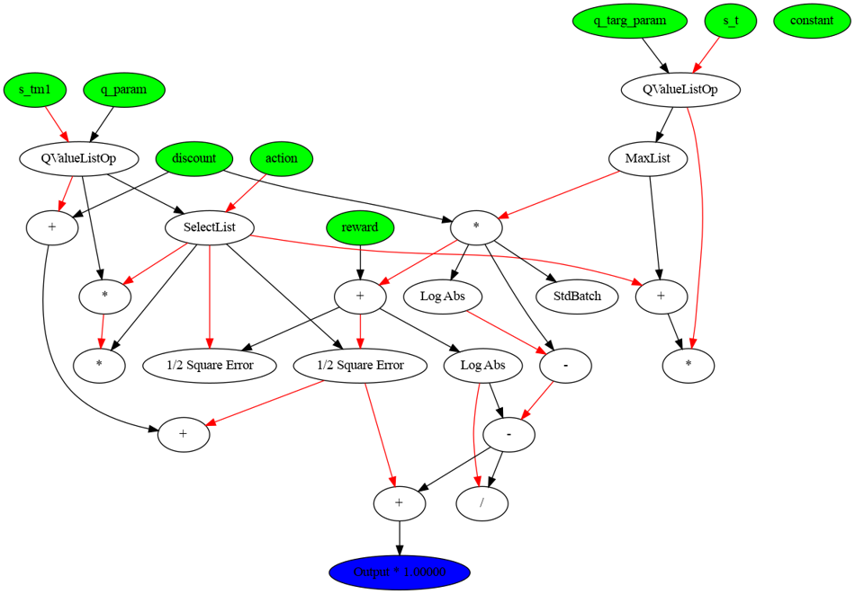 q_targ_param s_t constant
s_tm1 q_param QValueListOp
QValueListOp discount action MaxList
+ SelectList reward *
* + Log Abs StdBatch +
* 1/2 Square Error 1/2 Square Error Log Abs - *
+ -
+ /
Output * 1.00000